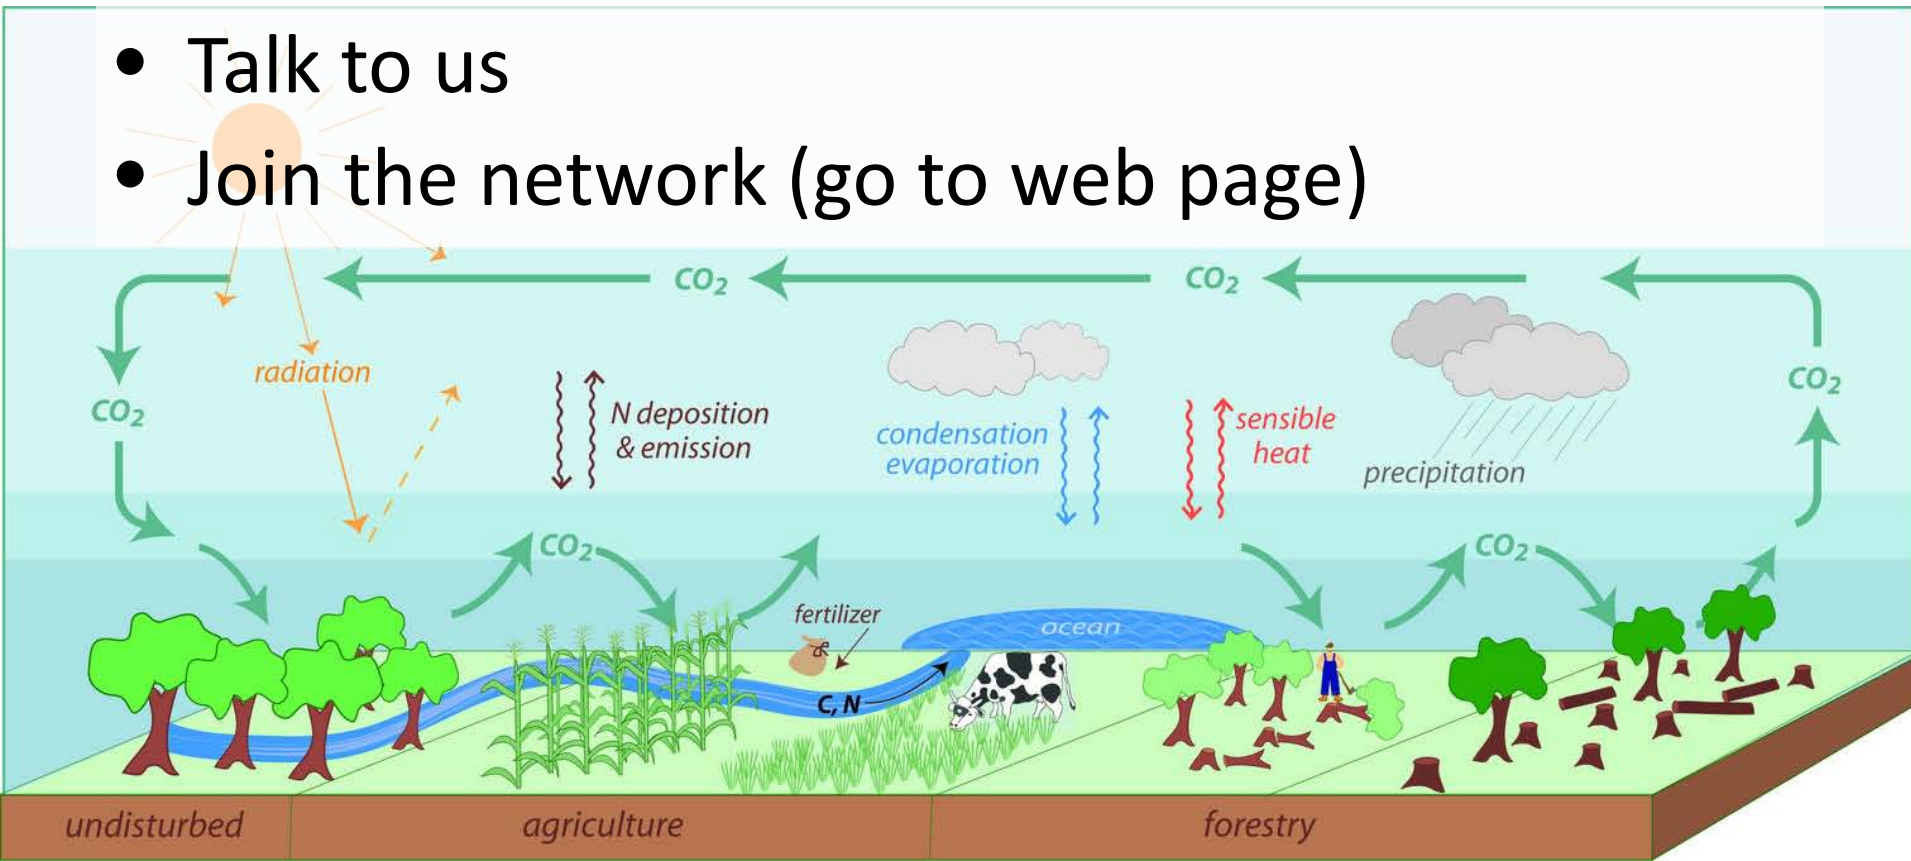 • Talk to us
• Join the network (go to web page)
CO2
CO2
CO2
CO2
radiation
N deposition
& emission
condensation
evaporation
sensible
heat
precipitation
CO2
CO2
fertilizer
ocean
C, N
undisturbed
agriculture
forestry